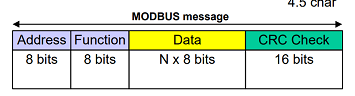 4.5 char
MODBUS message
Address Function Data CRC Check
8 bits 8 bits N x 8 bits 16 bits